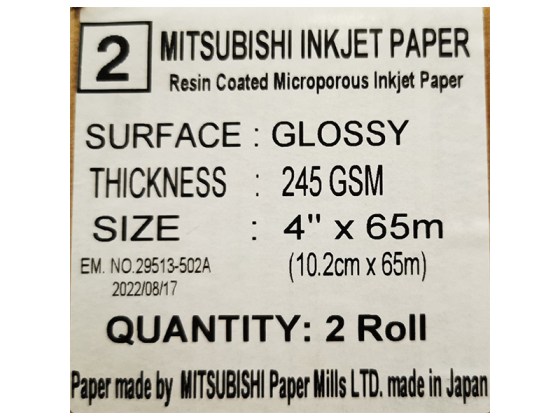 2 MITSUBISHI INKJET PAPER
Resin Coated Microporous Inkjet Paper
SURFACE : GLOSSY
THICKNESS : 245 GSM
SIZE : 4" x 65m
(10.2cm x 65m)
EM. NO.29513-502A
2022/08/17
QUANTITY: 2 Roll
Paper made by MITSUBISHI Paper Mills LTD. made in Japan